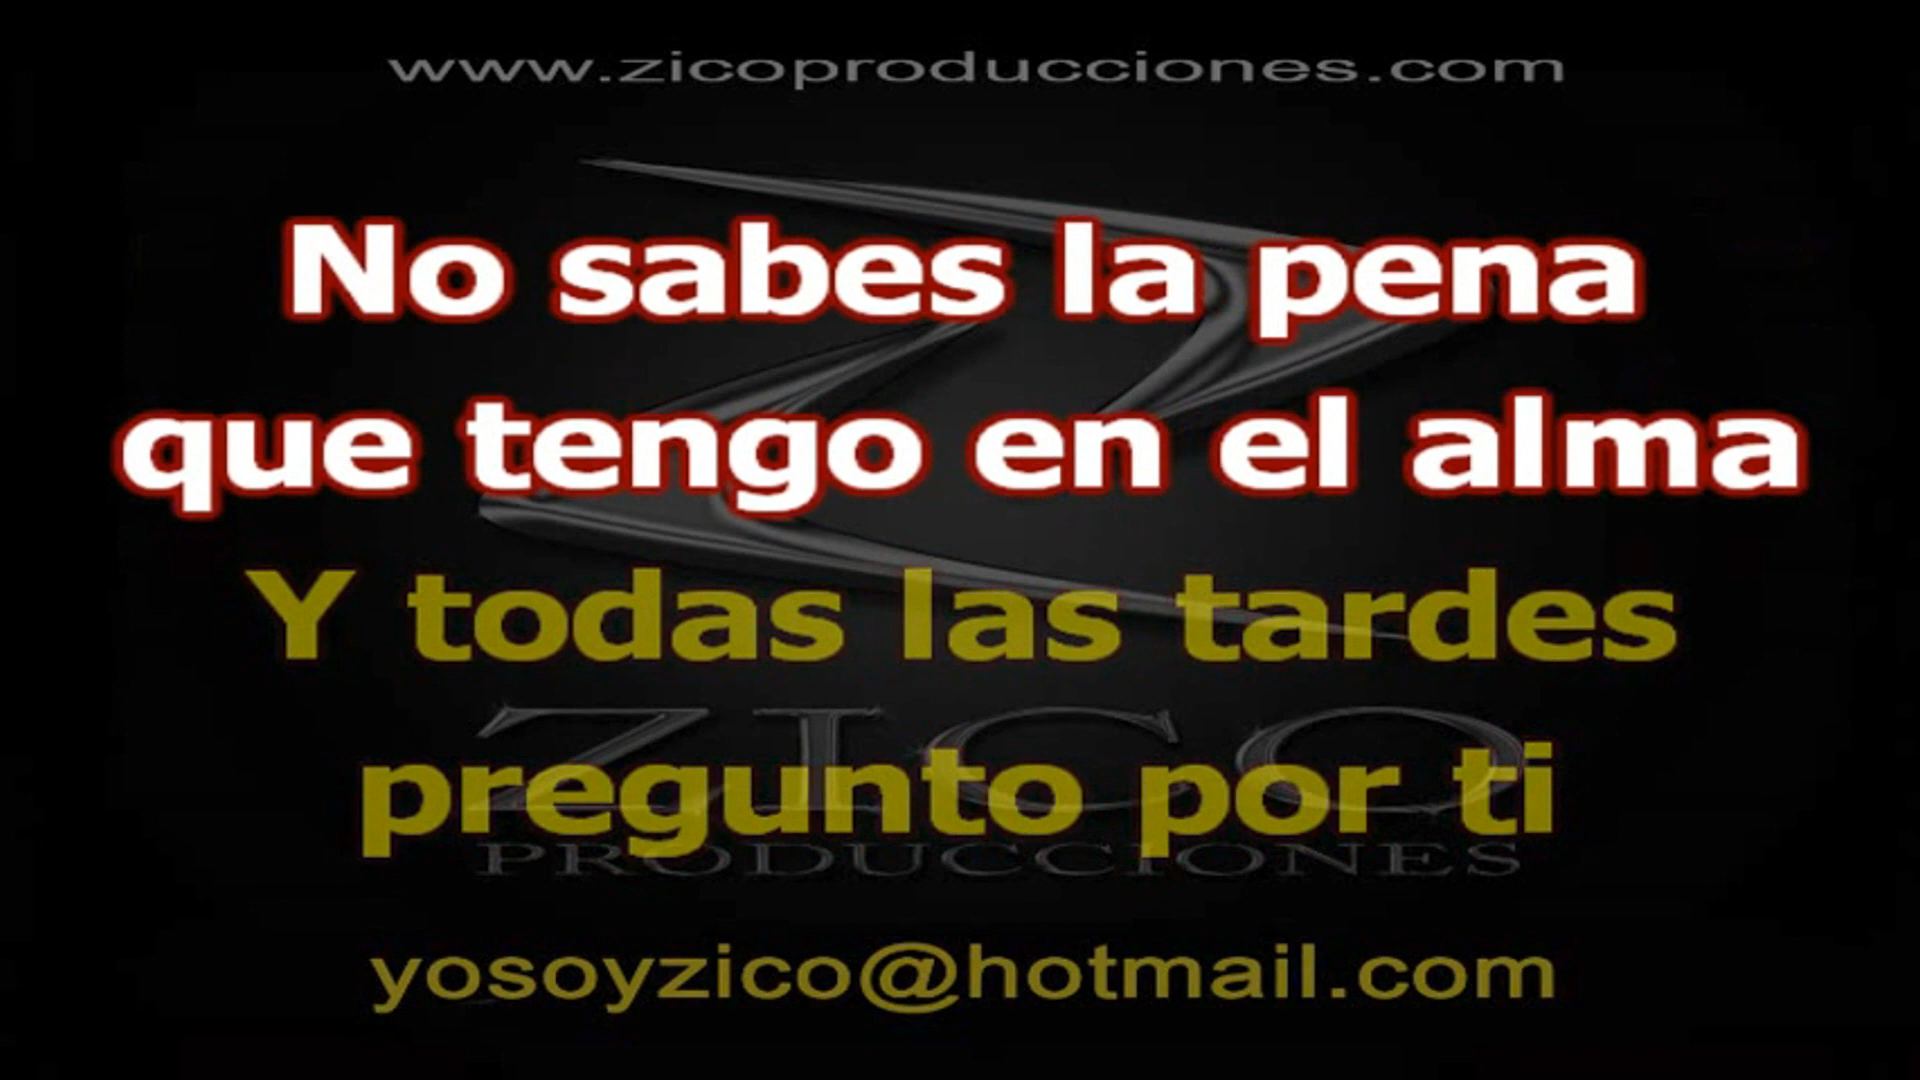 www.zicoproducciones.com
No sabes la pena
que tengo en el alma
Y todas las tardes
ZICO
pregunto por ti
PRODUCCIONES
yosoyzico@hotmail.com